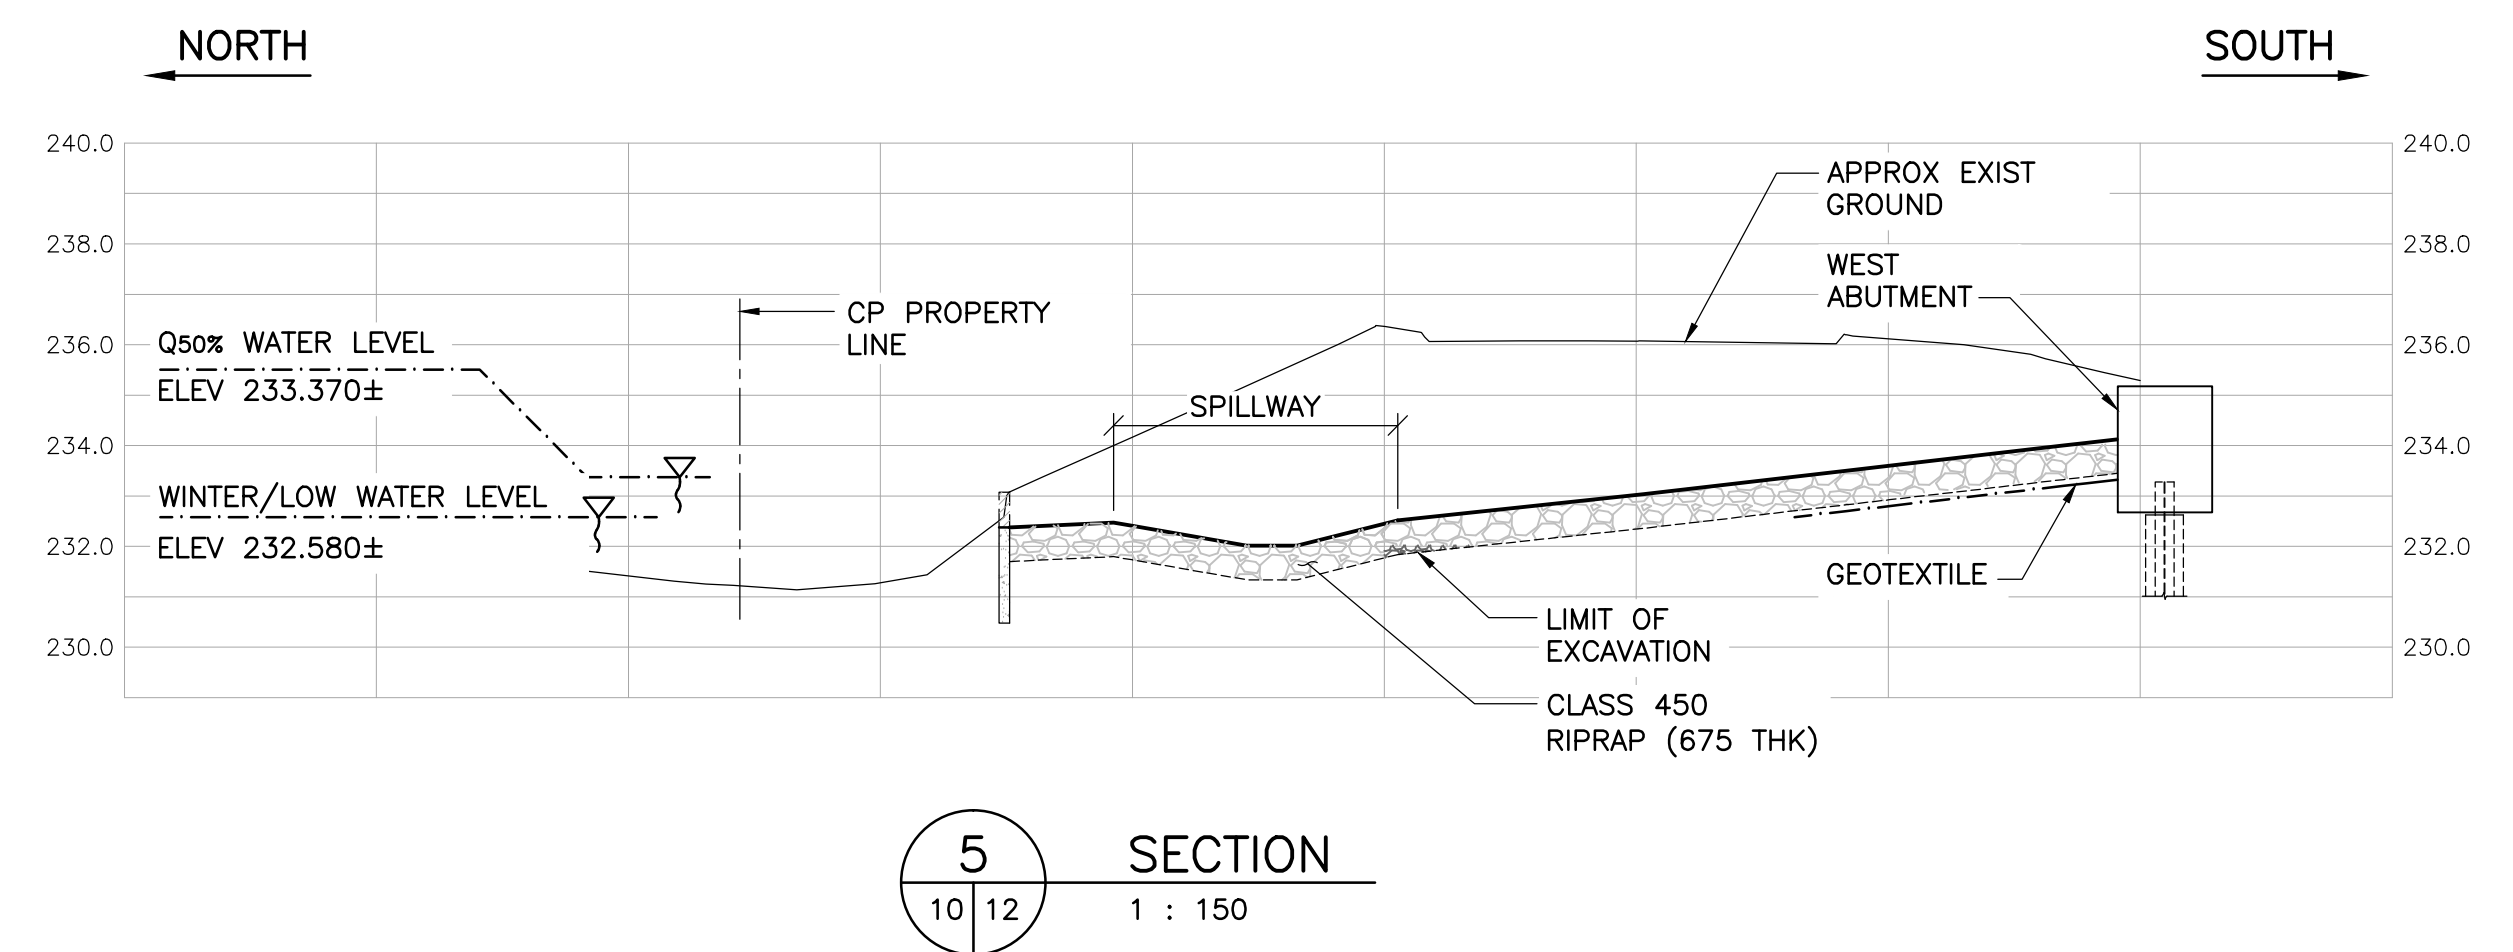 NORTH
SOUTH
240.0
240.0
APPROX EXIST
GROUND
238.0
238.0
WEST
ABUTMENT
CP PROPERTY
LINE
236.0
236.0
Q50% WATER LEVEL
ELEV 233.370±
SPILLWAY
234.0
234.0
WINTER/LOW WATER LEVEL
ELEV 222.580±
232.0
232.0
GEOTEXTILE
LIMIT OF
EXCAVATION
230.0
230.0
CLASS 450
RIPRAP (675 THK)
5
SECTION
10
12
1 : 150